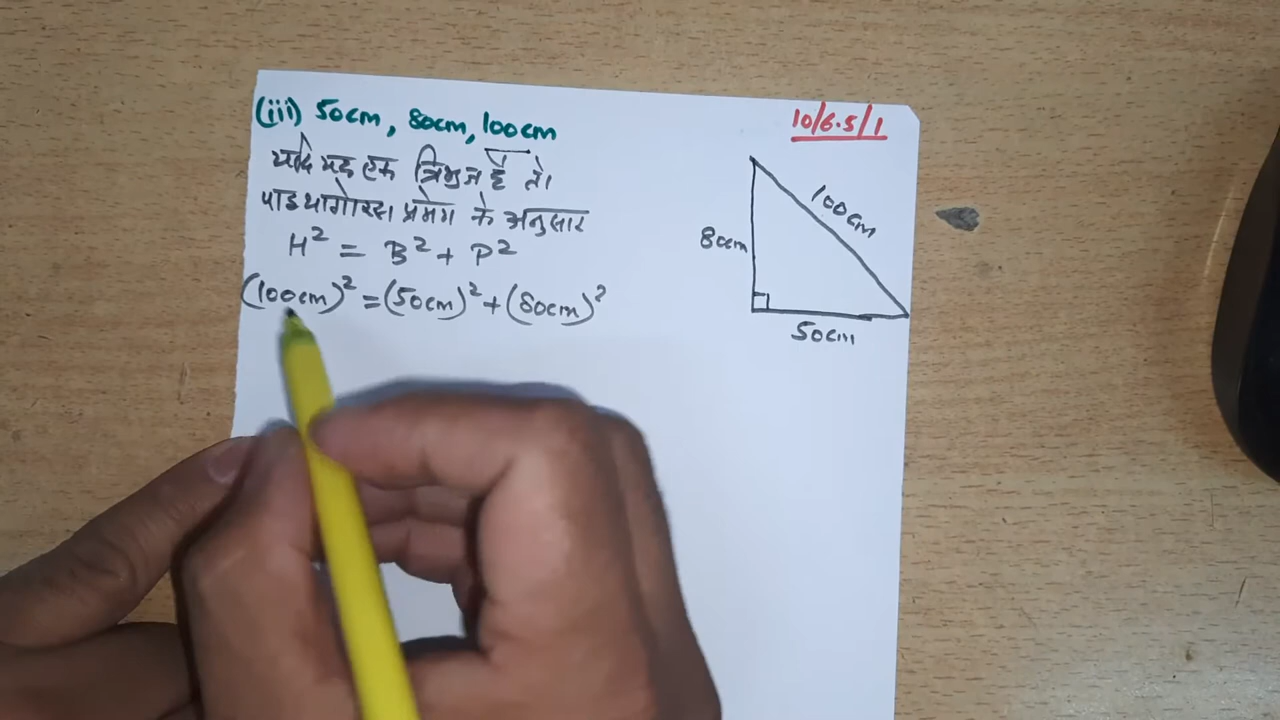 (iii) 50cm, 80cm, 100cm
10/6.5/1
यदि यह एक त्रिभुज है तो।
पाइथागोरस प्रमेय के अनुसार
H² = B² + P²
(100cm)² = (50cm)² + (80cm)²
80cm
100cm
50cm